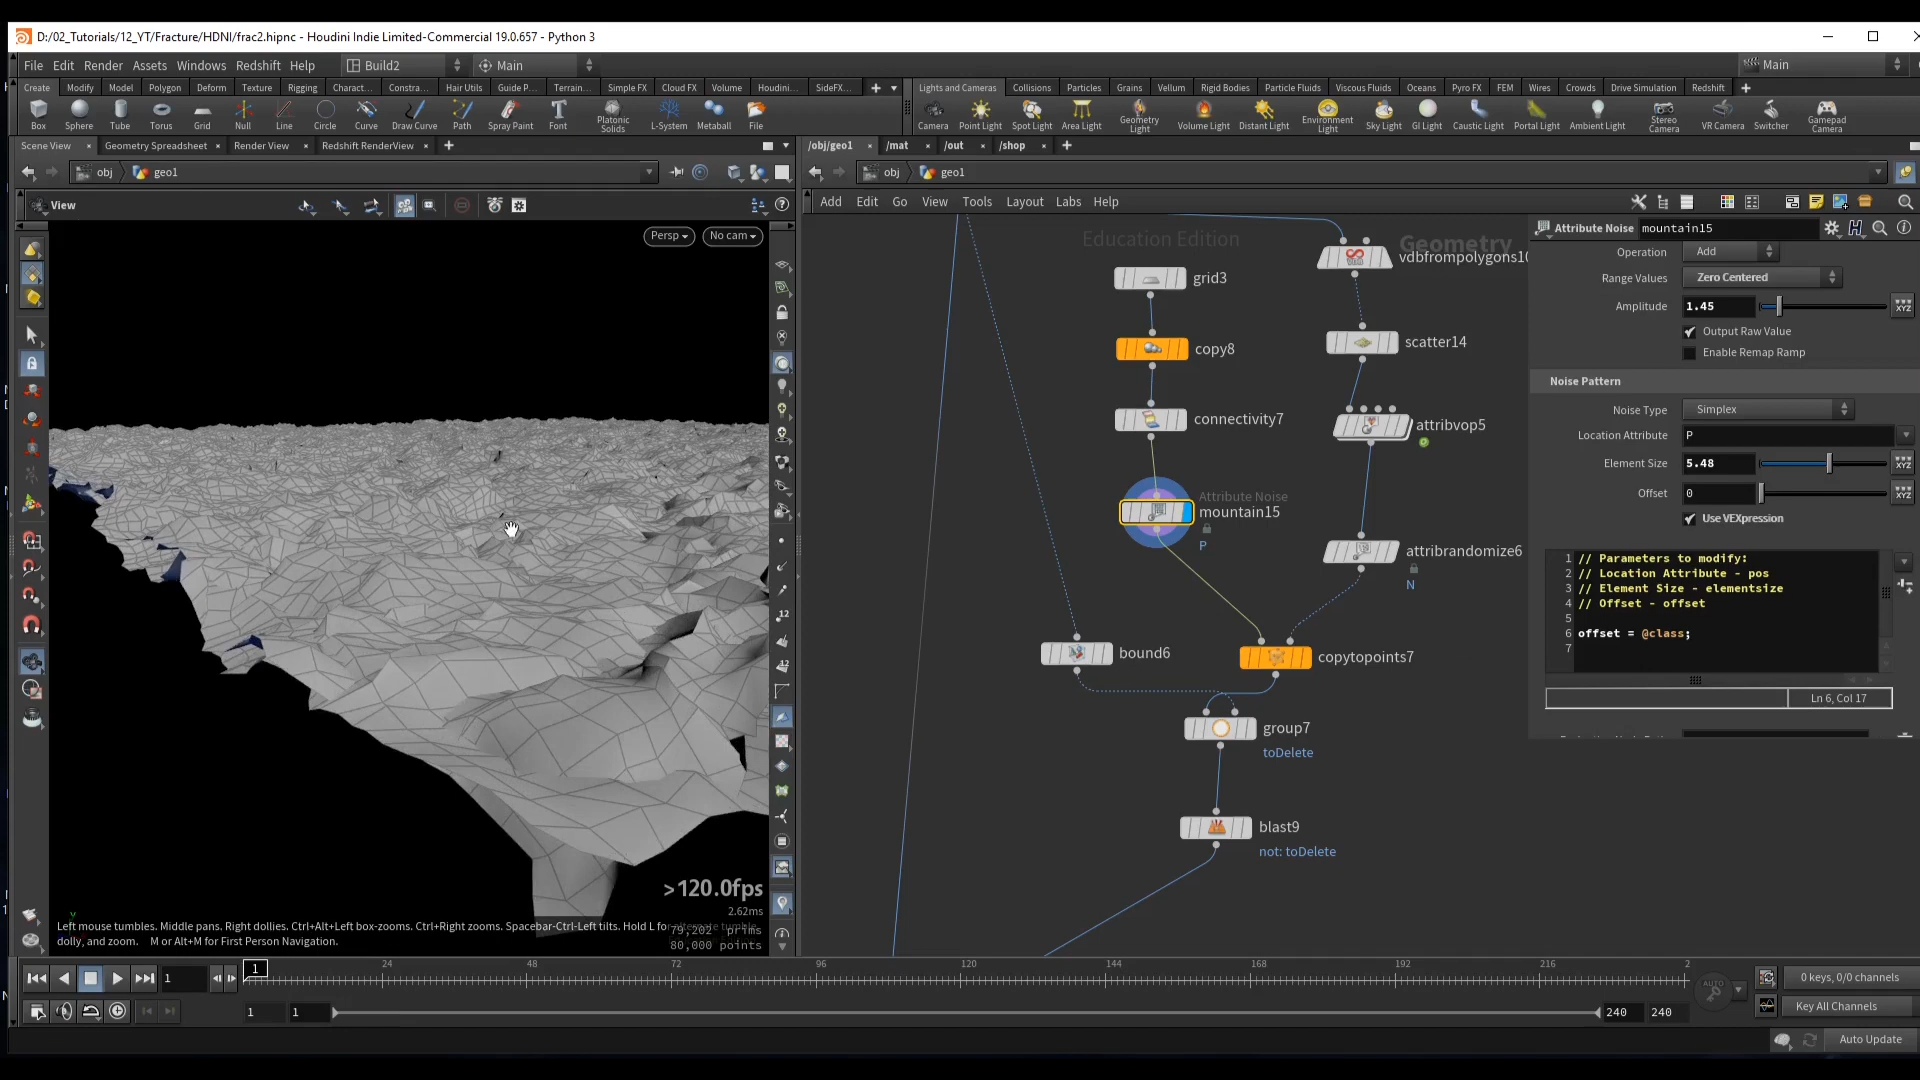 D:/02_Tutorials/12_YT/Fracture/HDNI/frac2.hipnc - Houdini Indie Limited-Commercial 19.0.657 - Python 3
File Edit Render Assets Windows Redshift Help Build2 Main Main
Create Modify Model Polygon Deform Texture Rigging Charact... Constra... Hair Utils Guide P... Terrain... Simple FX Cloud FX Volume Houdini... SideFX...
Lights and Cameras Collisions Particles Grains Vellum Rigid Bodies Particle Fluids Viscous Fluids Oceans Pyro FX FEM Wires Crowds Drive Simulation Redshift
Box Sphere Tube Torus Grid Null Line Circle Curve Draw Curve Path Spray Paint Font Platonic Solids L-System Metaball File
Camera Point Light Spot Light Area Light Geometry Light Volume Light Distant Light Environment Light Sky Light GI Light Caustic Light Portal Light Ambient Light Stereo Camera VR Camera Switcher Gamepad Camera
Scene View Geometry Spreadsheet Render View Redshift RenderView
/obj/geo1 /mat /out /shop
obj geo1
obj geo1
View
Add Edit Go View Tools Layout Labs Help
Persp No cam
Education Edition
Geometry
grid3
copy8
connectivity7
Attribute Noise
mountain15
P
vdbfrompolygons10
scatter14
attribvop5
attribrandomize6
N
bound6
copytopoints7
group7
toDelete
blast9
not: toDelete
Attribute Noise mountain15
Operation Add
Range Values Zero Centered
Amplitude 1.45
Output Raw Value
Enable Remap Ramp
Noise Pattern
Noise Type Simplex
Location Attribute P
Element Size 5.48
Offset 0
Use VEXpression
1 // Parameters to modify:
2 // Location Attribute - pos
3 // Element Size - elementsize
4 // Offset - offset
5
6 offset = @class;
7
Ln 6, Col 17
>120.0fps
2.62ms
79,202 prims
80,000 points
Left mouse tumbles. Middle pans. Right dollies. Ctrl+Alt+Left box-zooms. Ctrl+Right zooms. Spacebar-Ctrl-Left tilts. Hold L for alternate tumble,
dolly, and zoom. M or Alt+M for First Person Navigation.
1 1 24 48 72 96 120 144 168 192 216 2
AUTO
0 keys, 0/0 channels
1 1 240 240
Key All Channels
Auto Update